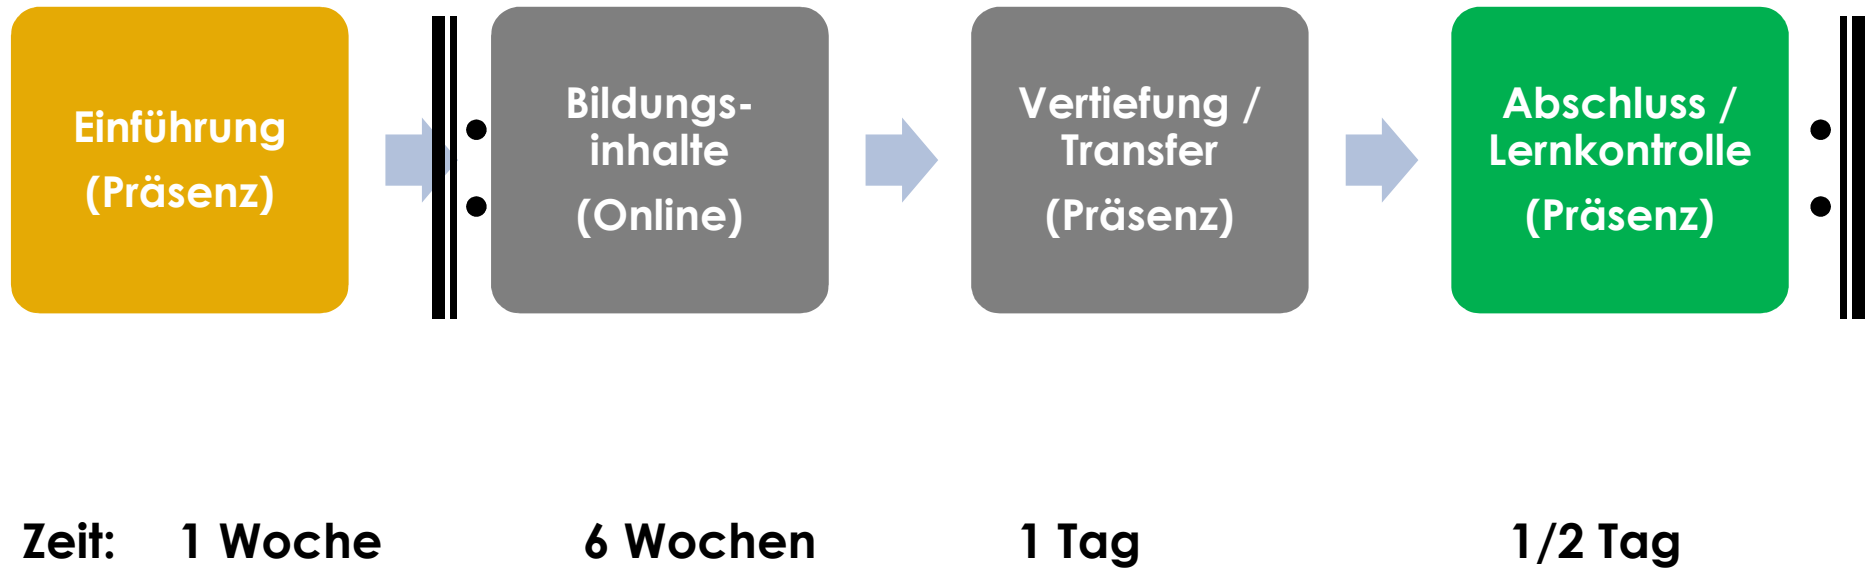 Einführung
(Präsenz)
Bildungs-
inhalte
(Online)
Vertiefung /
Transfer
(Präsenz)
Abschluss /
Lernkontrolle
(Präsenz)
Zeit: 1 Woche 6 Wochen 1 Tag 1/2 Tag